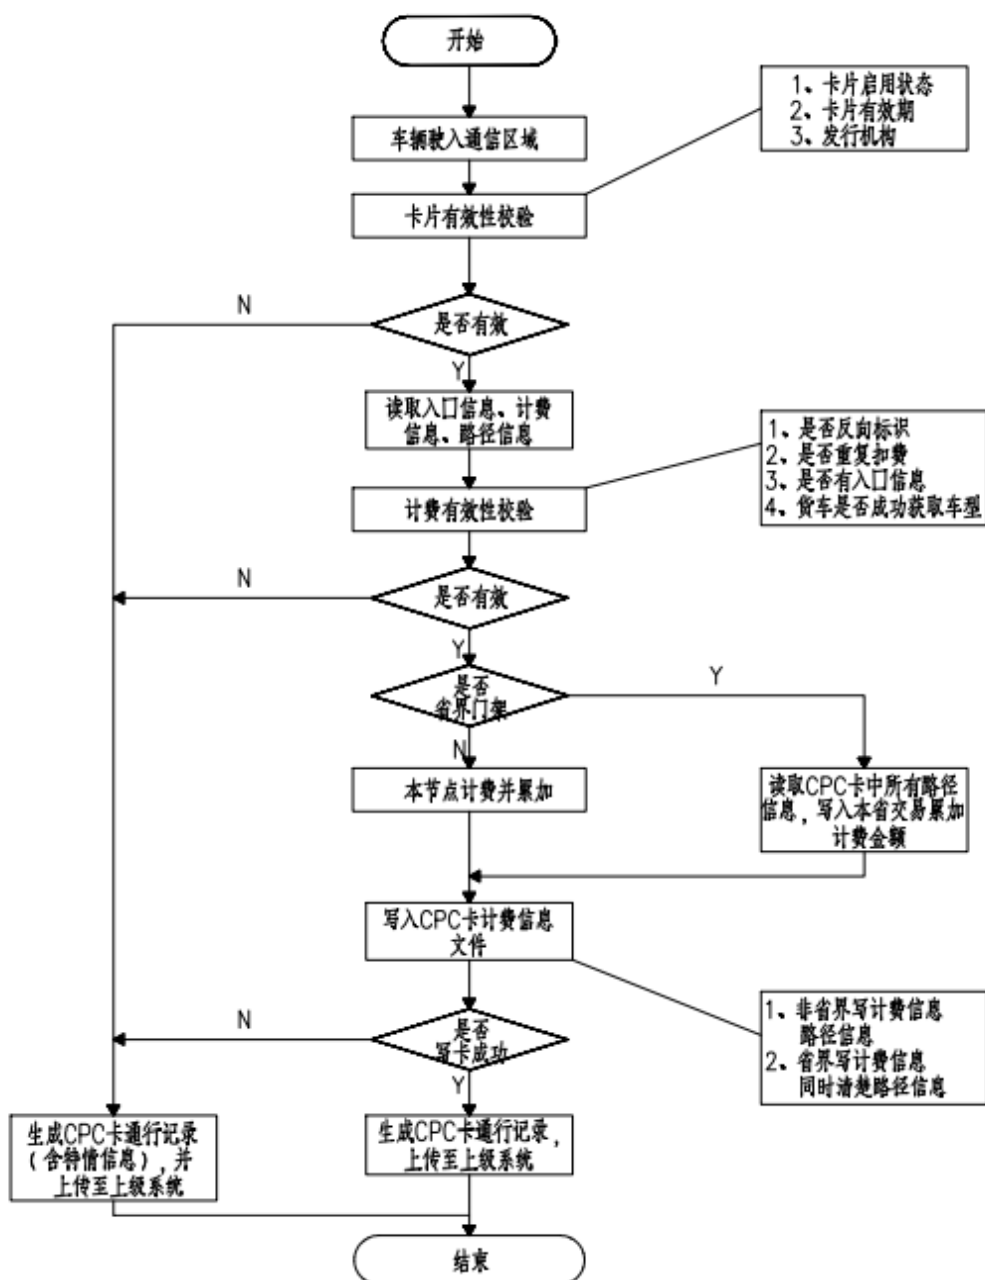 开始
1、卡片启用状态
2、卡片有效期
3、发行机构
车辆驶入通信区域
卡片有效性校验
N
是否有效
Y
读取入口信息、计费
信息、路径信息
1、是否反向标识
2、是否重复扣费
3、是否有入口信息
4、货车是否成功获取车型
计费有效性校验
N
是否有效
Y
是否
省界门架
Y
N
本节点计费并累加
读取CPC卡中所有路径
信息，写入本省交易累加
计费金额
写入CPC卡计费信息
文件
1、非省界写计费信息
路径信息
2、省界写计费信息
同时清楚路径信息
N
是否
写卡成功
Y
生成CPC卡通行记录
（含特情信息），并
上传至上级系统
生成CPC卡通行记录，
上传至上级系统
结束